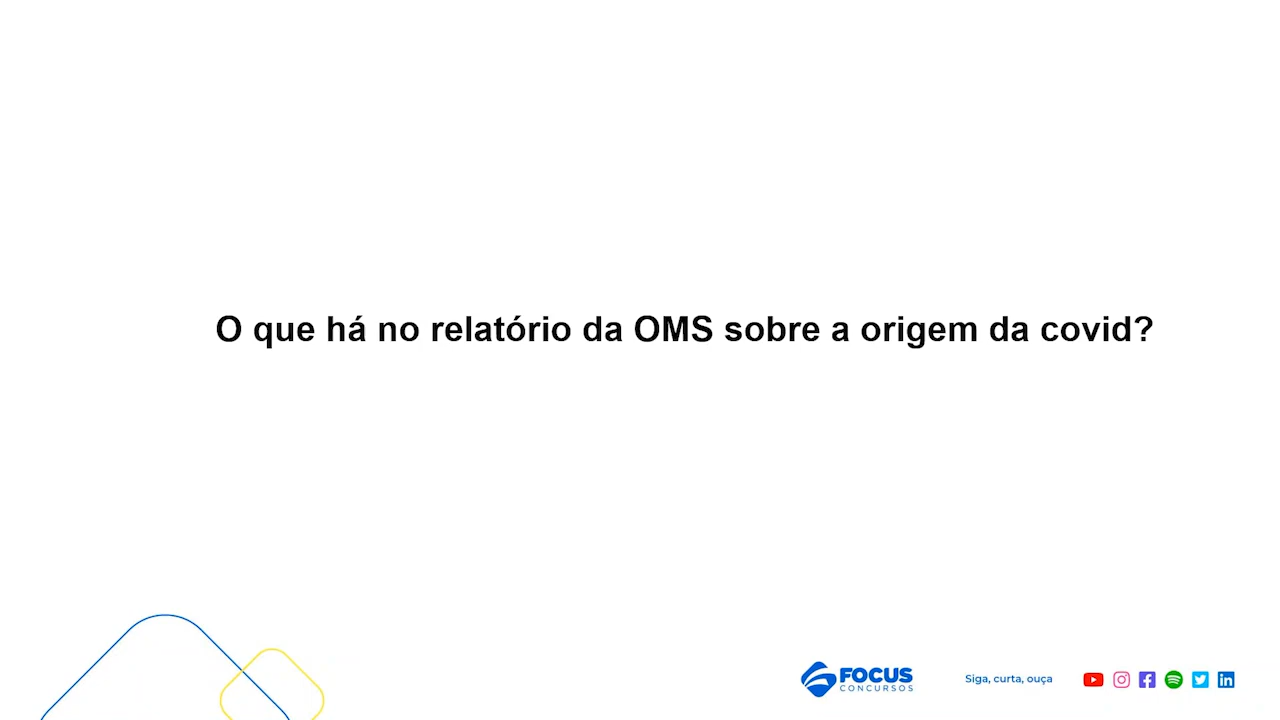 O que há no relatório da OMS sobre a origem da covid?
FOCUS
CONCURSOS
Siga, curta, ouça